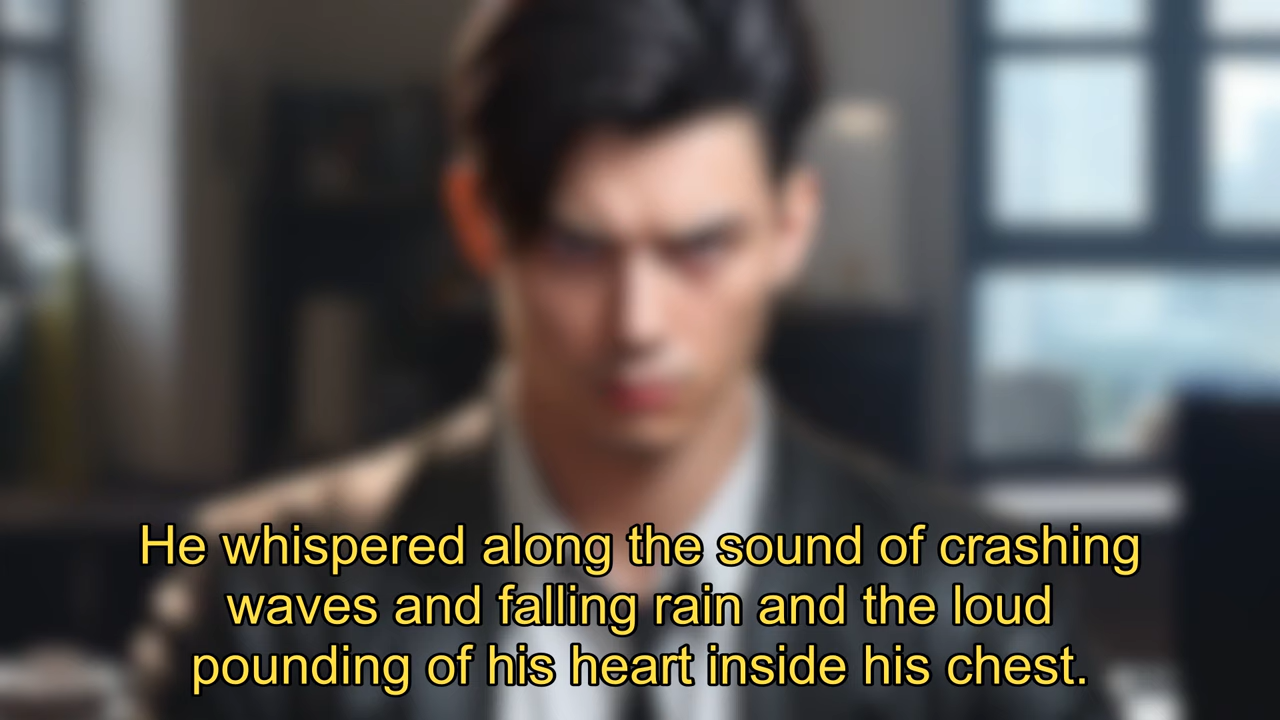 He whispered along the sound of crashing
waves and falling rain and the loud
pounding of his heart inside his chest.